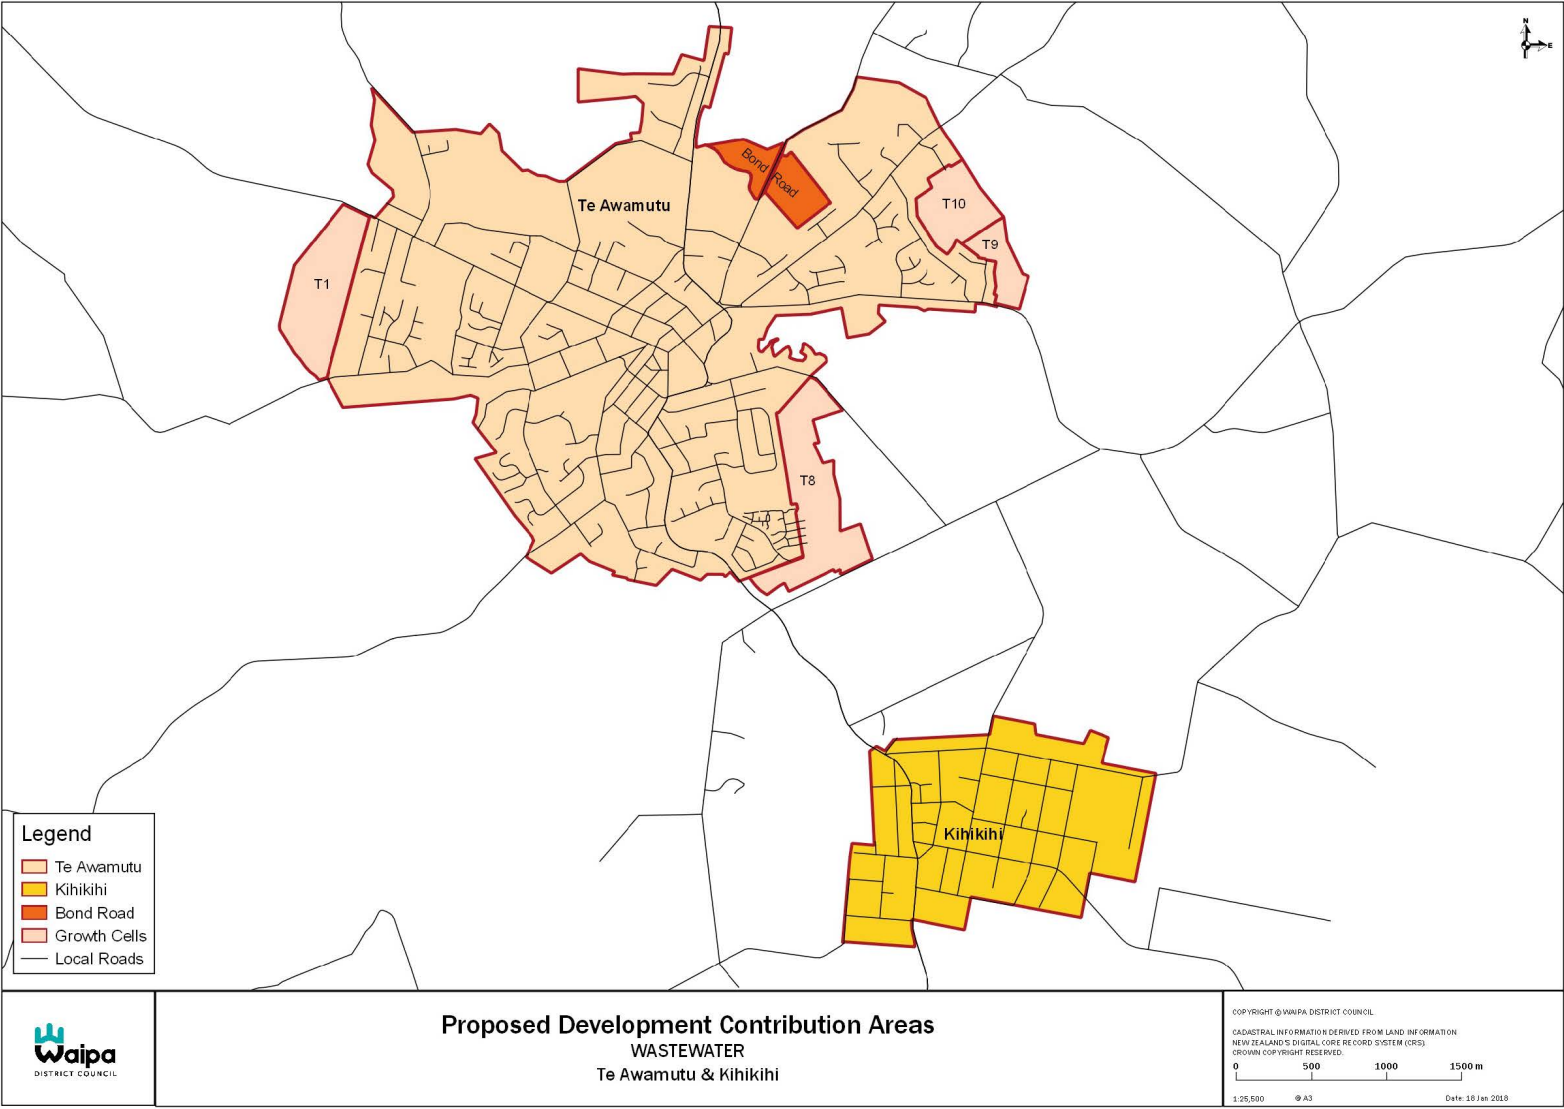 N
E
Bond Road
T10
Te Awamutu
T9
T1
T8
Kihikihi
Legend
Te Awamutu
Kihikihi
Bond Road
Growth Cells
Local Roads
Waipa
DISTRICT COUNCIL
Proposed Development Contribution Areas
WASTEWATER
Te Awamutu & Kihikihi
COPYRIGHT @ WAIPA DISTRICT COUNCIL
CADASTRAL INFORMATION DERIVED FROM LAND INFORMATION
NEW ZEALAND'S DIGITAL CORE RECORD SYSTEM (CRS).
CROWN COPYRIGHT RESERVED.
0 500 1000 1500 m
1:25,500 @ A3 Date: 18 Jan 2018